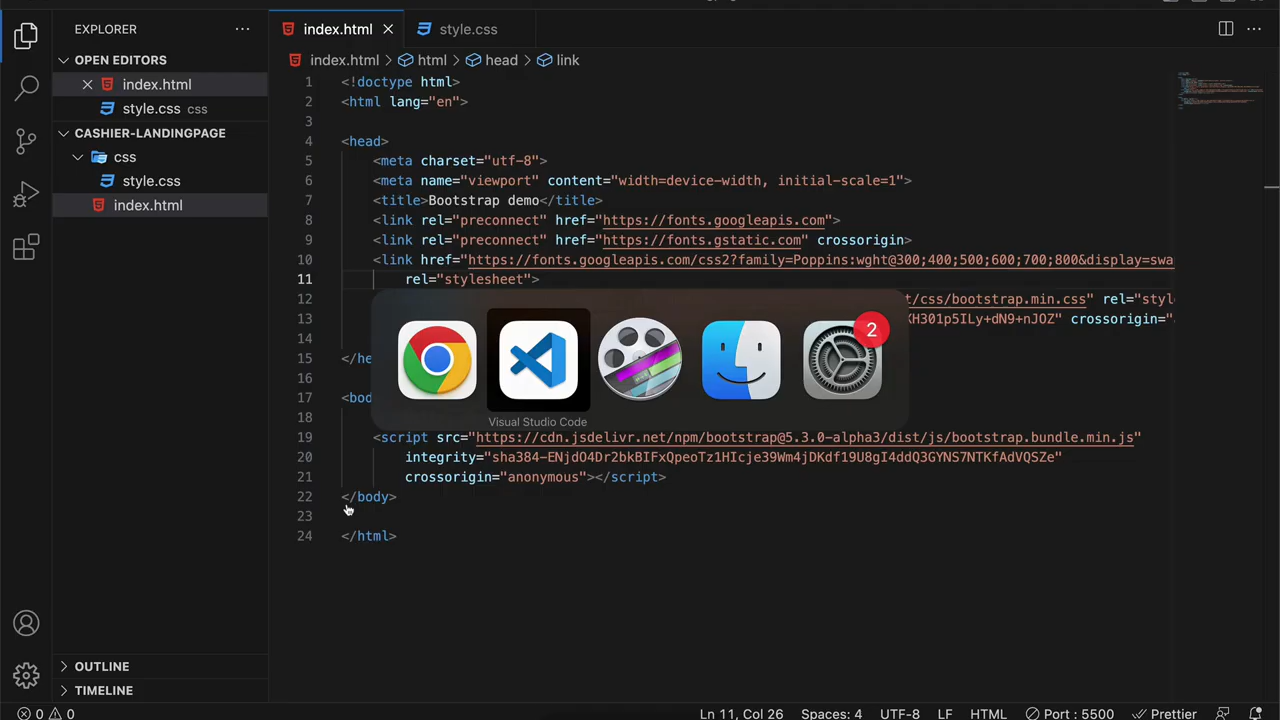 EXPLORER
OPEN EDITORS
index.html
style.css css
CASHIER-LANDINGPAGE
css
style.css
index.html
OUTLINE
TIMELINE
index.html
style.css
index.html > html > head > link
1 <!doctype html>
2 <html lang="en">
3
4 <head>
5 <meta charset="utf-8">
6 <meta name="viewport" content="width=device-width, initial-scale=1">
7 <title>Bootstrap demo</title>
8 <link rel="preconnect" href="https://fonts.googleapis.com">
9 <link rel="preconnect" href="https://fonts.gstatic.com" crossorigin>
10 <link href="https://fonts.googleapis.com/css2?family=Poppins:wght@300;400;500;600;700;800&display=swa
11 rel="stylesheet">
12 t/css/bootstrap.min.css" rel="style
13 KH301p5ILy+dN9+nJOZ" crossorigin="
14
15 </he
16
17 <bod
18
19 <script src="https://cdn.jsdelivr.net/npm/bootstrap@5.3.0-alpha3/dist/js/bootstrap.bundle.min.js"
20 integrity="sha384-ENjdO4Dr2bkBIFxQpeoTz1HIcje39Wm4jDKdf19U8gI4ddQ3GYNS7NTKfAdVQSZe"
21 crossorigin="anonymous"></script>
22 </body>
23
24 </html>
2
Visual Studio Code
0 0
Ln 11, Col 26
Spaces: 4
UTF-8
LF
HTML
Port : 5500
Prettier